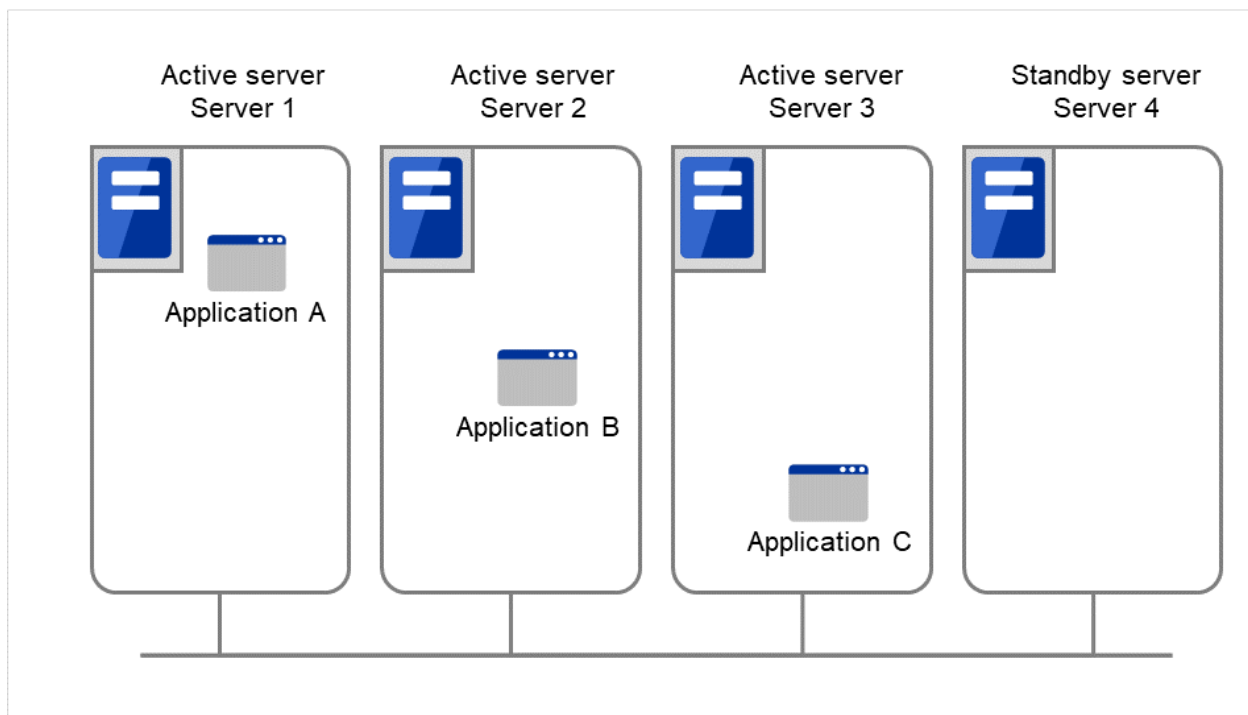 Active server
Server 1
Active server
Server 2
Active server
Server 3
Standby server
Server 4
Application A
Application B
Application C